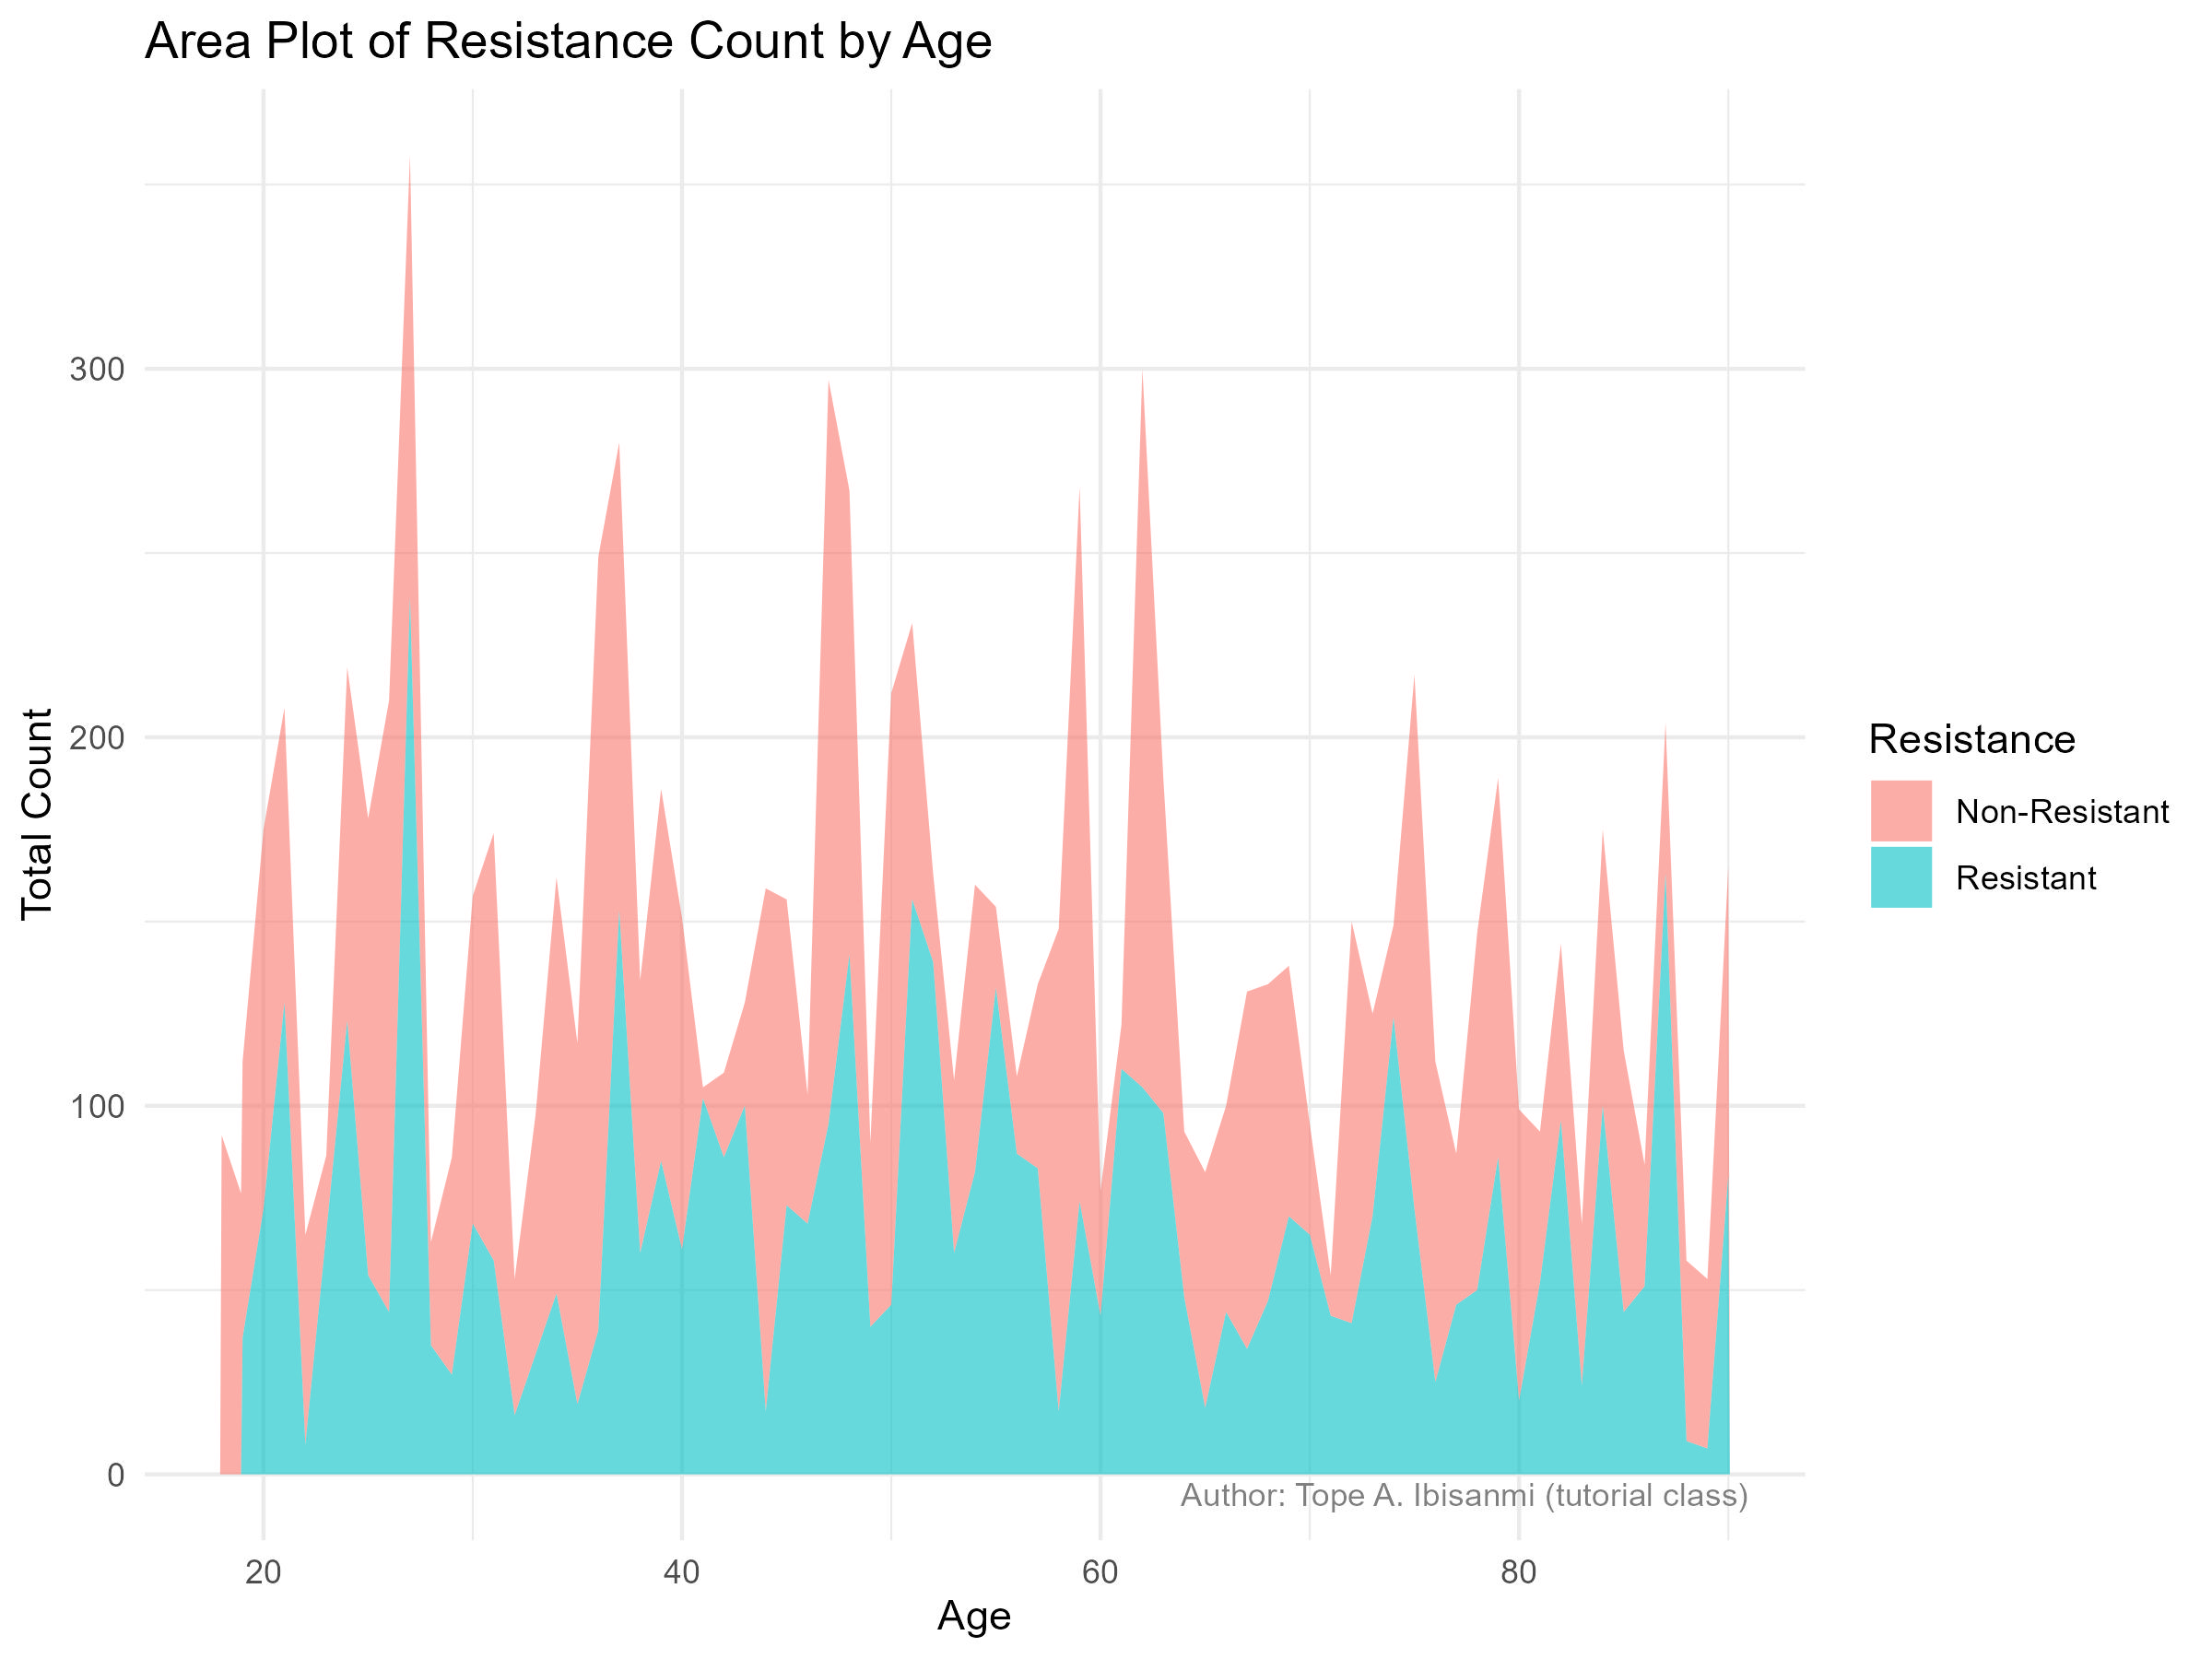 Area Plot of Resistance Count by Age
Total Count
300
200
100
0
20
40
60
80
Age
Resistance
Non-Resistant
Resistant
Author: Tope A. Ibisanmi (tutorial class)